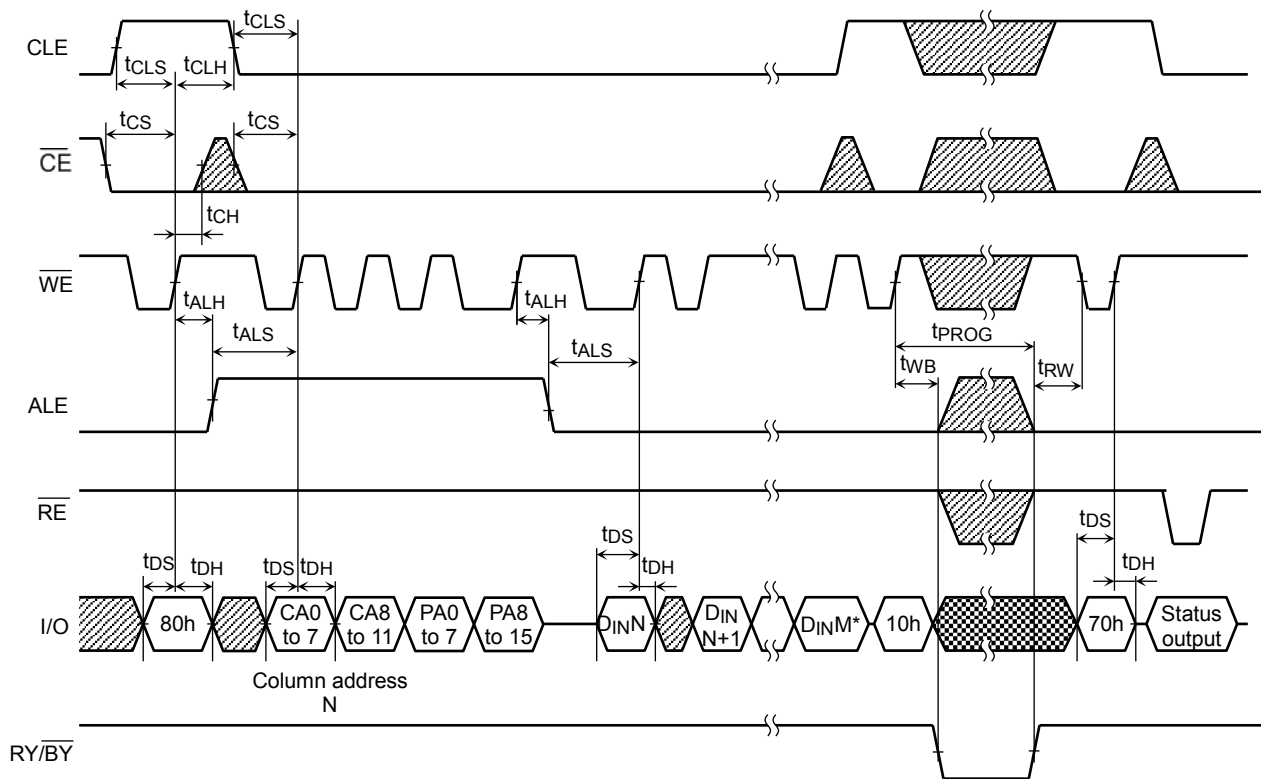 tCLS
CLE
tCLS
tCLH
tCS
tCS
CE
tCH
WE
tALH
tALH
tALS
tALS
tPROG
tWB
tRW
ALE
RE
tDS
tDH
tDS
tDH
tDS
tDH
tDS
tDH
I/O
80h
CA0
to 7
CA8
to 11
PA0
to 7
PA8
to 15
DINN
DIN
N+1
DINM*
10h
70h
Status
output
Column address
N
RY/BY